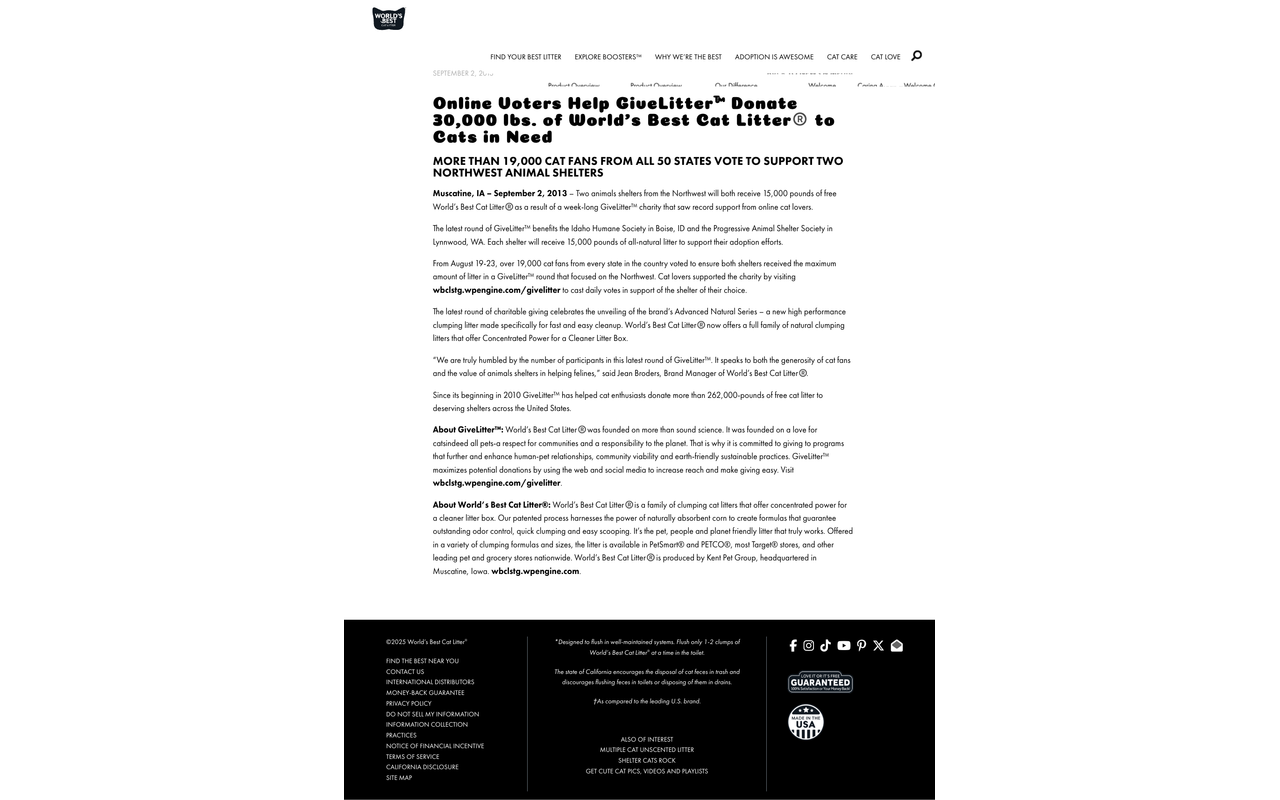 WORLD'S
BEST
FIND YOUR BEST LITTER EXPLORE BOOSTERS™ WHY WE'RE THE BEST ADOPTION IS AWESOME CAT CARE CAT LOVE
SEPTEMBER 2, 2013
Product Overview Product Overview Our Difference Welcome Caring A Welcome
Online Voters Help GiveLitter™ Donate
30,000 lbs. of World's Best Cat Litter® to
Cats in Need
MORE THAN 19,000 CAT FANS FROM ALL 50 STATES VOTE TO SUPPORT TWO
NORTHWEST ANIMAL SHELTERS
Muscatine, IA – September 2, 2013 – Two animals shelters from the Northwest will both receive 15,000 pounds of free
World's Best Cat Litter® as a result of a week-long GiveLitter™ charity that saw record support from online cat lovers.
The latest round of GiveLitter™ benefits the Idaho Humane Society in Boise, ID and the Progressive Animal Shelter Society in
Lynnwood, WA. Each shelter will receive 15,000 pounds of all-natural litter to support their adoption efforts.
From August 19-23, over 19,000 cat fans from every state in the country voted to ensure both shelters received the maximum
amount of litter in a GiveLitter™ round that focused on the Northwest. Cat lovers supported the charity by visiting
wbclstg.wpengine.com/givelitter to cast daily votes in support of the shelter of their choice.
The latest round of charitable giving celebrates the unveiling of the brand's Advanced Natural Series – a new high performance
clumping litter made specifically for fast and easy cleanup. World's Best Cat Litter® now offers a full family of natural clumping
litters that offer Concentrated Power for a Cleaner Litter Box.
"We are truly humbled by the number of participants in this latest round of GiveLitter™. It speaks to both the generosity of cat fans
and the value of animals shelters in helping felines," said Jean Broders, Brand Manager of World's Best Cat Litter®.
Since its beginning in 2010 GiveLitter™ has helped cat enthusiasts donate more than 262,000-pounds of free cat litter to
deserving shelters across the United States.
About GiveLitter™: World's Best Cat Litter® was founded on more than sound science. It was founded on a love for
catsindeed all pets-a respect for communities and a responsibility to the planet. That is why it is committed to giving to programs
that further and enhance human-pet relationships, community viability and earth-friendly sustainable practices. GiveLitter™
maximizes potential donations by using the web and social media to increase reach and make giving easy. Visit
wbclstg.wpengine.com/givelitter.
About World's Best Cat Litter®: World's Best Cat Litter® is a family of clumping cat litters that offer concentrated power for
a cleaner litter box. Our patented process harnesses the power of naturally absorbent corn to create formulas that guarantee
outstanding odor control, quick clumping and easy scooping. It's the pet, people and planet friendly litter that truly works. Offered
in a variety of clumping formulas and sizes, the litter is available in PetSmart® and PETCO®, most Target® stores, and other
leading pet and grocery stores nationwide. World's Best Cat Litter® is produced by Kent Pet Group, headquartered in
Muscatine, Iowa. wbclstg.wpengine.com.
©2025 World's Best Cat Litter®
FIND THE BEST NEAR YOU
CONTACT US
INTERNATIONAL DISTRIBUTORS
MONEY-BACK GUARANTEE
PRIVACY POLICY
DO NOT SELL MY INFORMATION
INFORMATION COLLECTION
PRACTICES
NOTICE OF FINANCIAL INCENTIVE
TERMS OF SERVICE
CALIFORNIA DISCLOSURE
SITE MAP
*Designed to flush in well-maintained systems. Flush only 1-2 clumps of
World's Best Cat Litter® at a time in the toilet.
The state of California encourages the disposal of cat feces in trash and
discourages flushing feces in toilets or disposing of them in drains.
†As compared to the leading U.S. brand.
ALSO OF INTEREST
MULTIPLE CAT UNSCENTED LITTER
SHELTER CATS ROCK
GET CUTE CAT PICS, VIDEOS AND PLAYLISTS
LOVE IT OR IT'S FREE
GUARANTEED
100% Satisfaction or Your Money Back!
MADE IN THE
USA